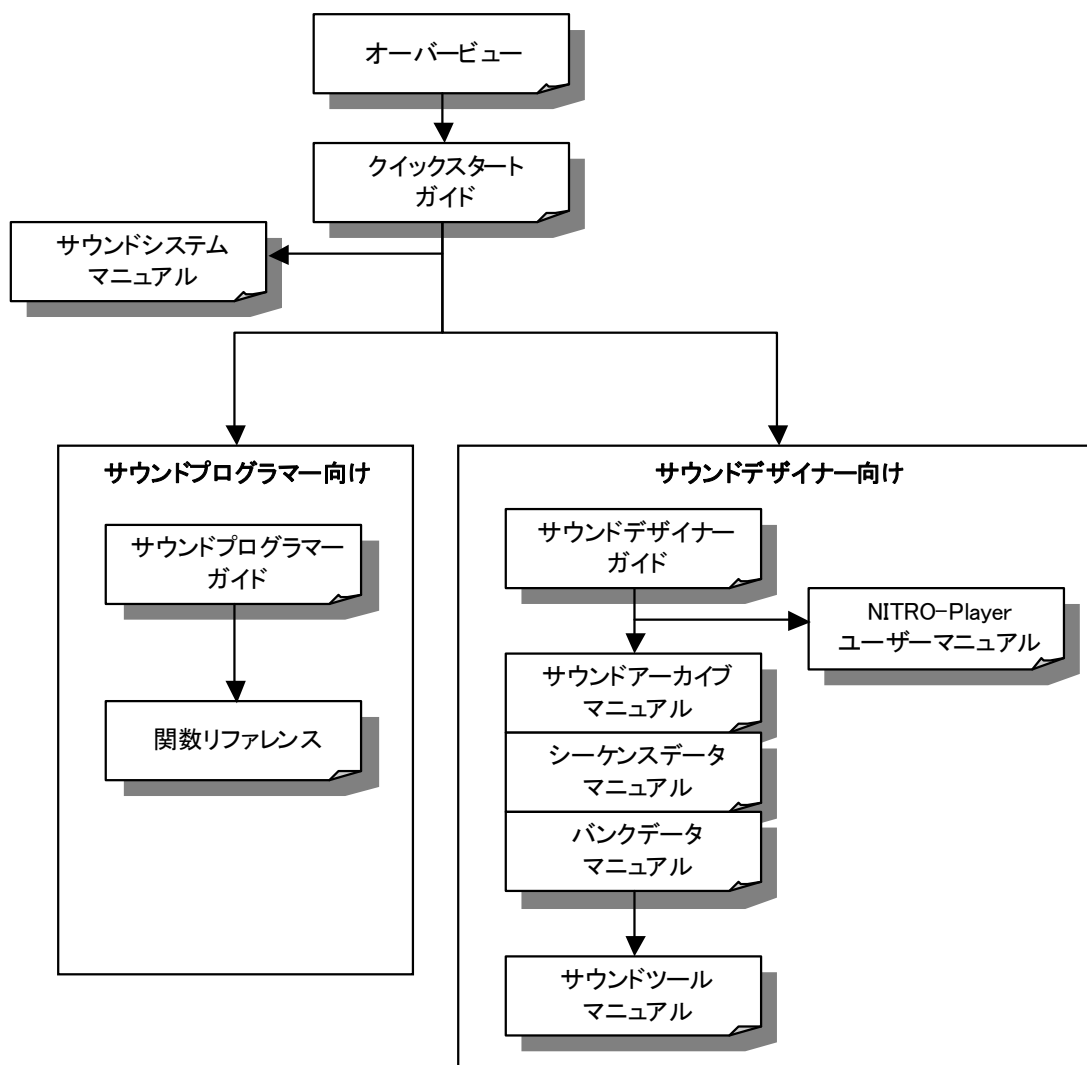 オーバービュー
クイックスタート
ガイド
サウンドシステム
マニュアル
サウンドプログラマー向け
サウンドプログラマー
ガイド
関数リファレンス
サウンドデザイナー向け
サウンドデザイナー
ガイド
NITRO-Player
ユーザーマニュアル
サウンドアーカイブ
マニュアル
シーケンスデータ
マニュアル
バンクデータ
マニュアル
サウンドツール
マニュアル